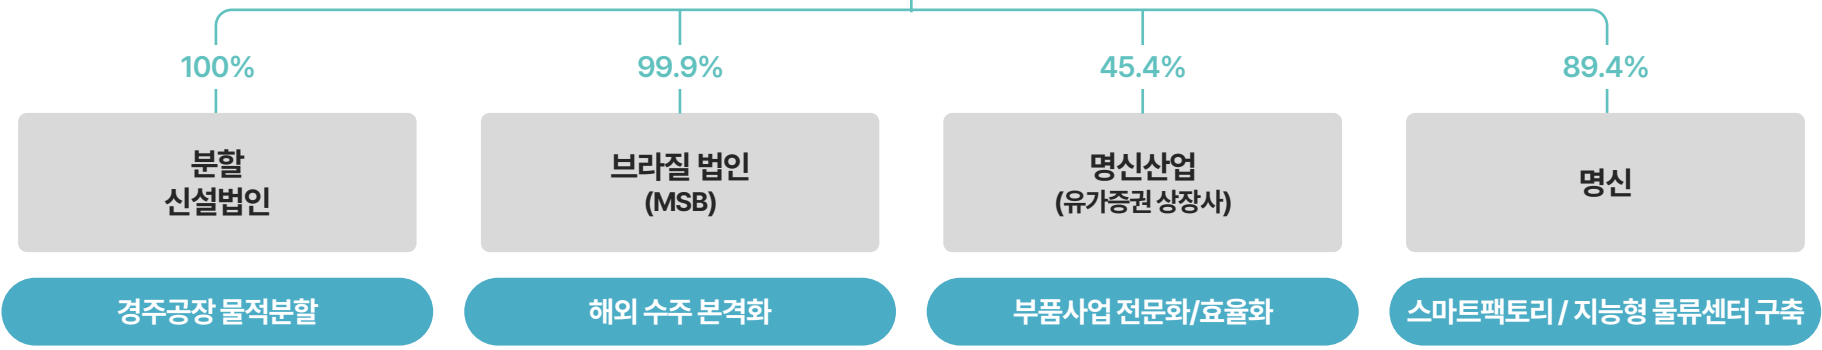 100%
99.9%
45.4%
89.4%
분할
신설법인
브라질 법인
(MSB)
명신산업
(유가증권 상장사)
명신
경주공장 물적분할
해외 수주 본격화
부품사업 전문화/효율화
스마트팩토리 / 지능형 물류센터 구축